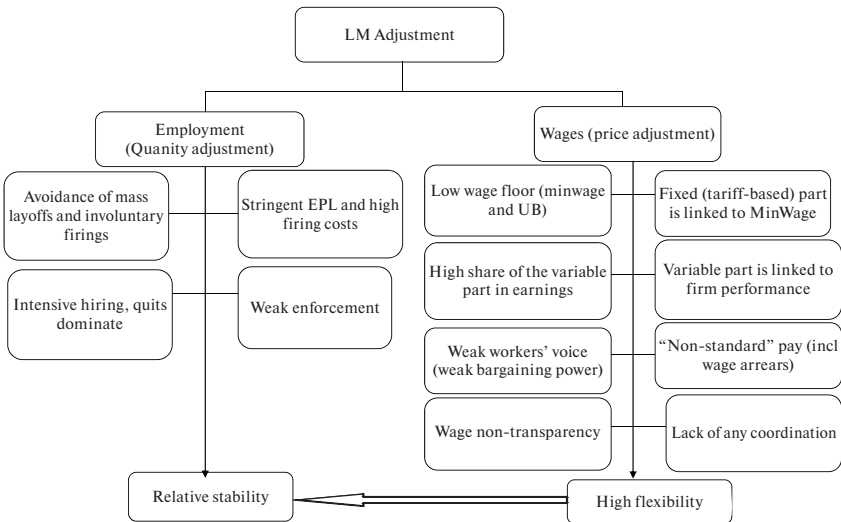 LM Adjustment
Employment
(Quanity adjustment)
Wages (price adjustment)
Avoidance of mass
layoffs and involuntary
firings
Stringent EPL and high
firing costs
Intensive hiring, quits
dominate
Weak enforcement
Low wage floor (minwage
and UB)
Fixed (tariff-based) part
is linked to MinWage
High share of the variable
part in earnings
Variable part is linked to
firm performance
Weak workers’ voice
(weak bargaining power)
“Non-standard” pay (incl
wage arrears)
Wage non-transparency
Lack of any coordination
Relative stability
High flexibility